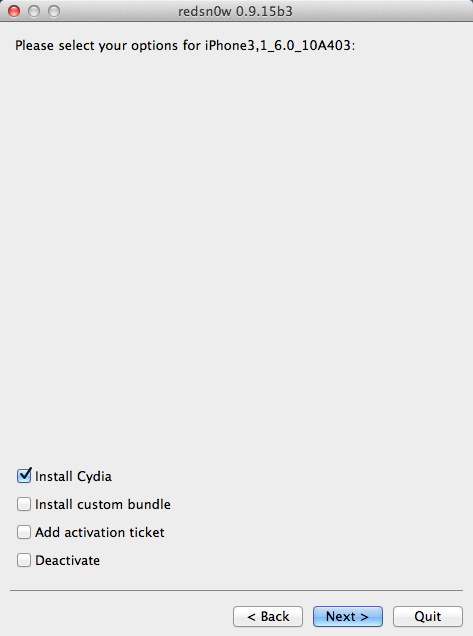 redsn0w 0.9.15b3
Please select your options for iPhone3,1_6.0_10A403:
Install Cydia
Install custom bundle
Add activation ticket
Deactivate
< Back Next > Quit